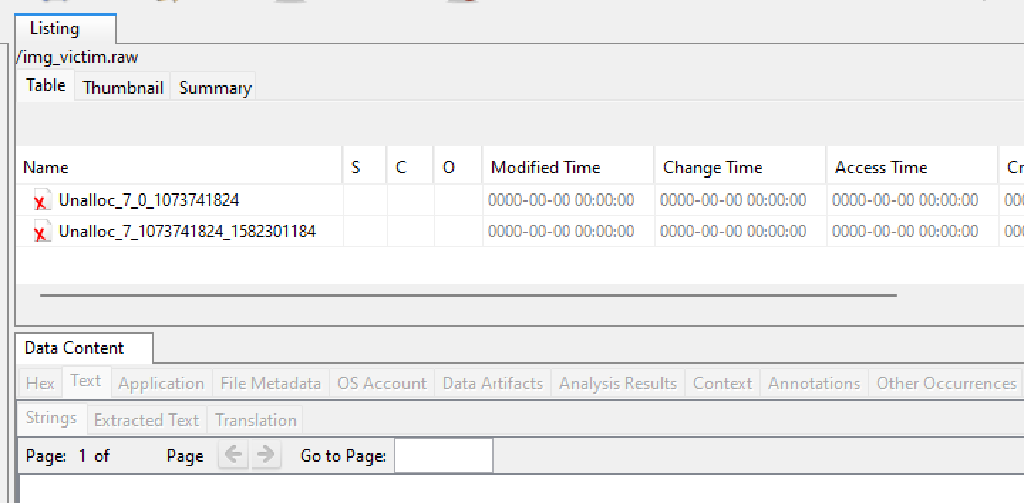 Listing
/img_victim.raw
Table Thumbnail Summary
Name S C O Modified Time Change Time Access Time Cr
Unalloc_7_0_1073741824 0000-00-00 00:00:00 0000-00-00 00:00:00 0000-00-00 00:00:00 000
Unalloc_7_1073741824_1582301184 0000-00-00 00:00:00 0000-00-00 00:00:00 0000-00-00 00:00:00 000
Data Content
Hex Text Application File Metadata OS Account Data Artifacts Analysis Results Context Annotations Other Occurrences
Strings Extracted Text Translation
Page: 1 of Page Go to Page: